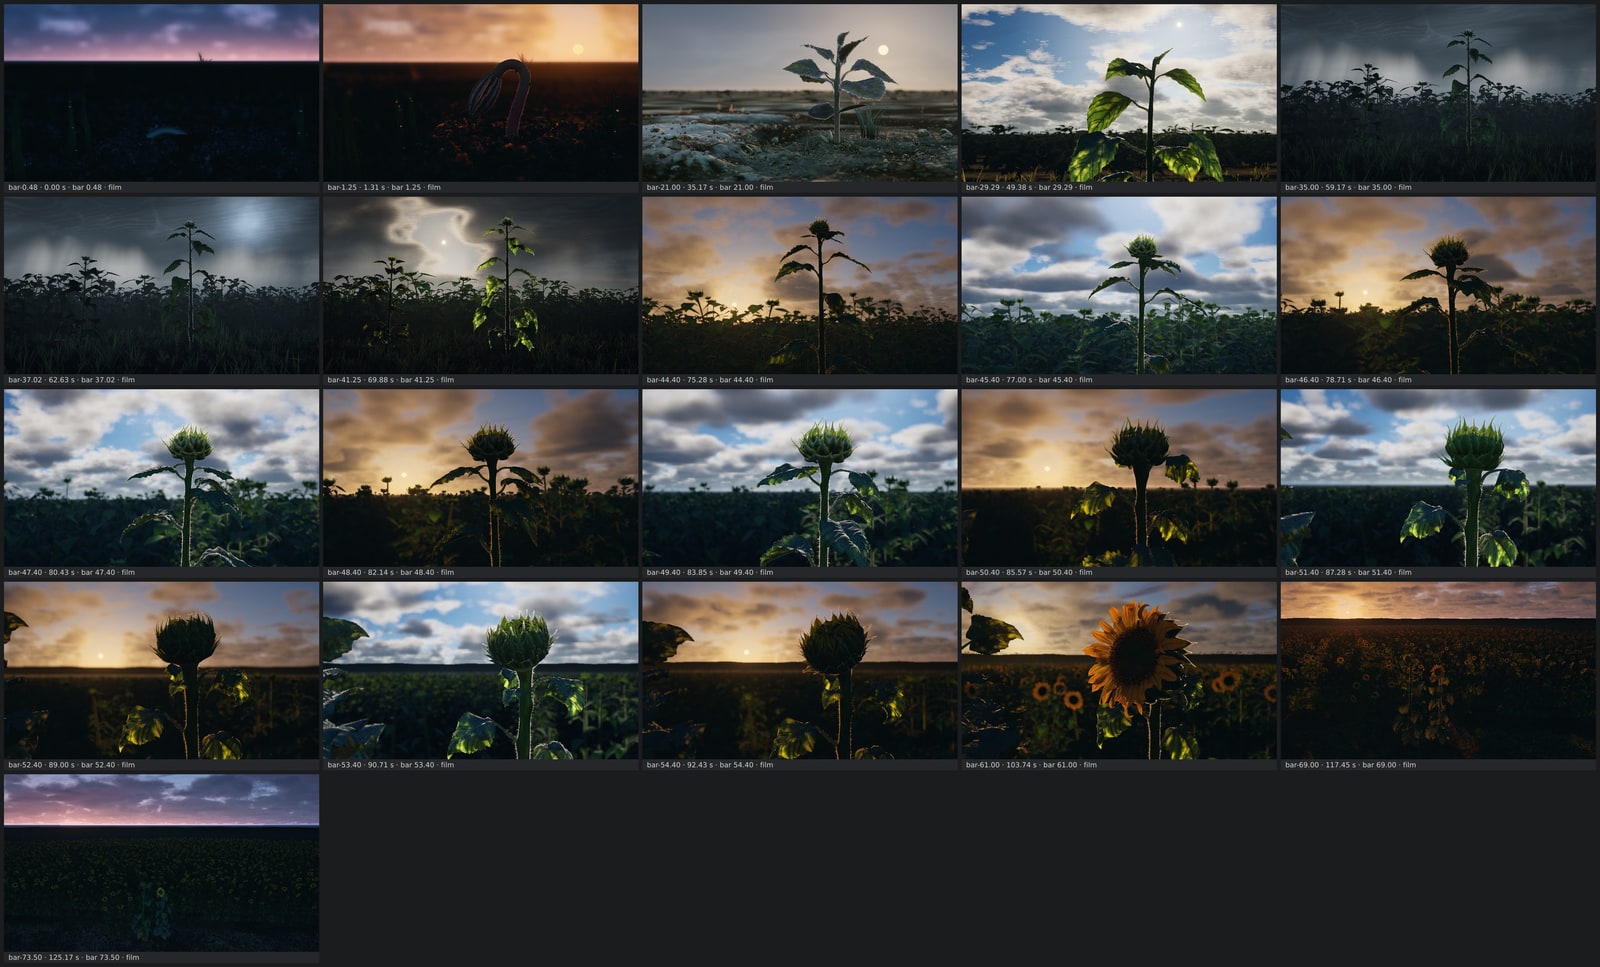 bar-0.48 · 0.00 s · bar 0.48 · film
bar-1.25 · 1.31 s · bar 1.25 · film
bar-21.00 · 35.17 s · bar 21.00 · film
bar-29.29 · 49.38 s · bar 29.29 · film
bar-35.00 · 59.17 s · bar 35.00 · film
bar-37.02 · 62.63 s · bar 37.02 · film
bar-41.25 · 69.88 s · bar 41.25 · film
bar-44.40 · 75.28 s · bar 44.40 · film
bar-45.40 · 77.00 s · bar 45.40 · film
bar-46.40 · 78.71 s · bar 46.40 · film
bar-47.40 · 80.43 s · bar 47.40 · film
bar-48.40 · 82.14 s · bar 48.40 · film
bar-49.40 · 83.85 s · bar 49.40 · film
bar-50.40 · 85.57 s · bar 50.40 · film
bar-51.40 · 87.28 s · bar 51.40 · film
bar-52.40 · 89.00 s · bar 52.40 · film
bar-53.40 · 90.71 s · bar 53.40 · film
bar-54.40 · 92.43 s · bar 54.40 · film
bar-61.00 · 103.74 s · bar 61.00 · film
bar-69.00 · 117.45 s · bar 69.00 · film
bar-73.50 · 125.17 s · bar 73.50 · film